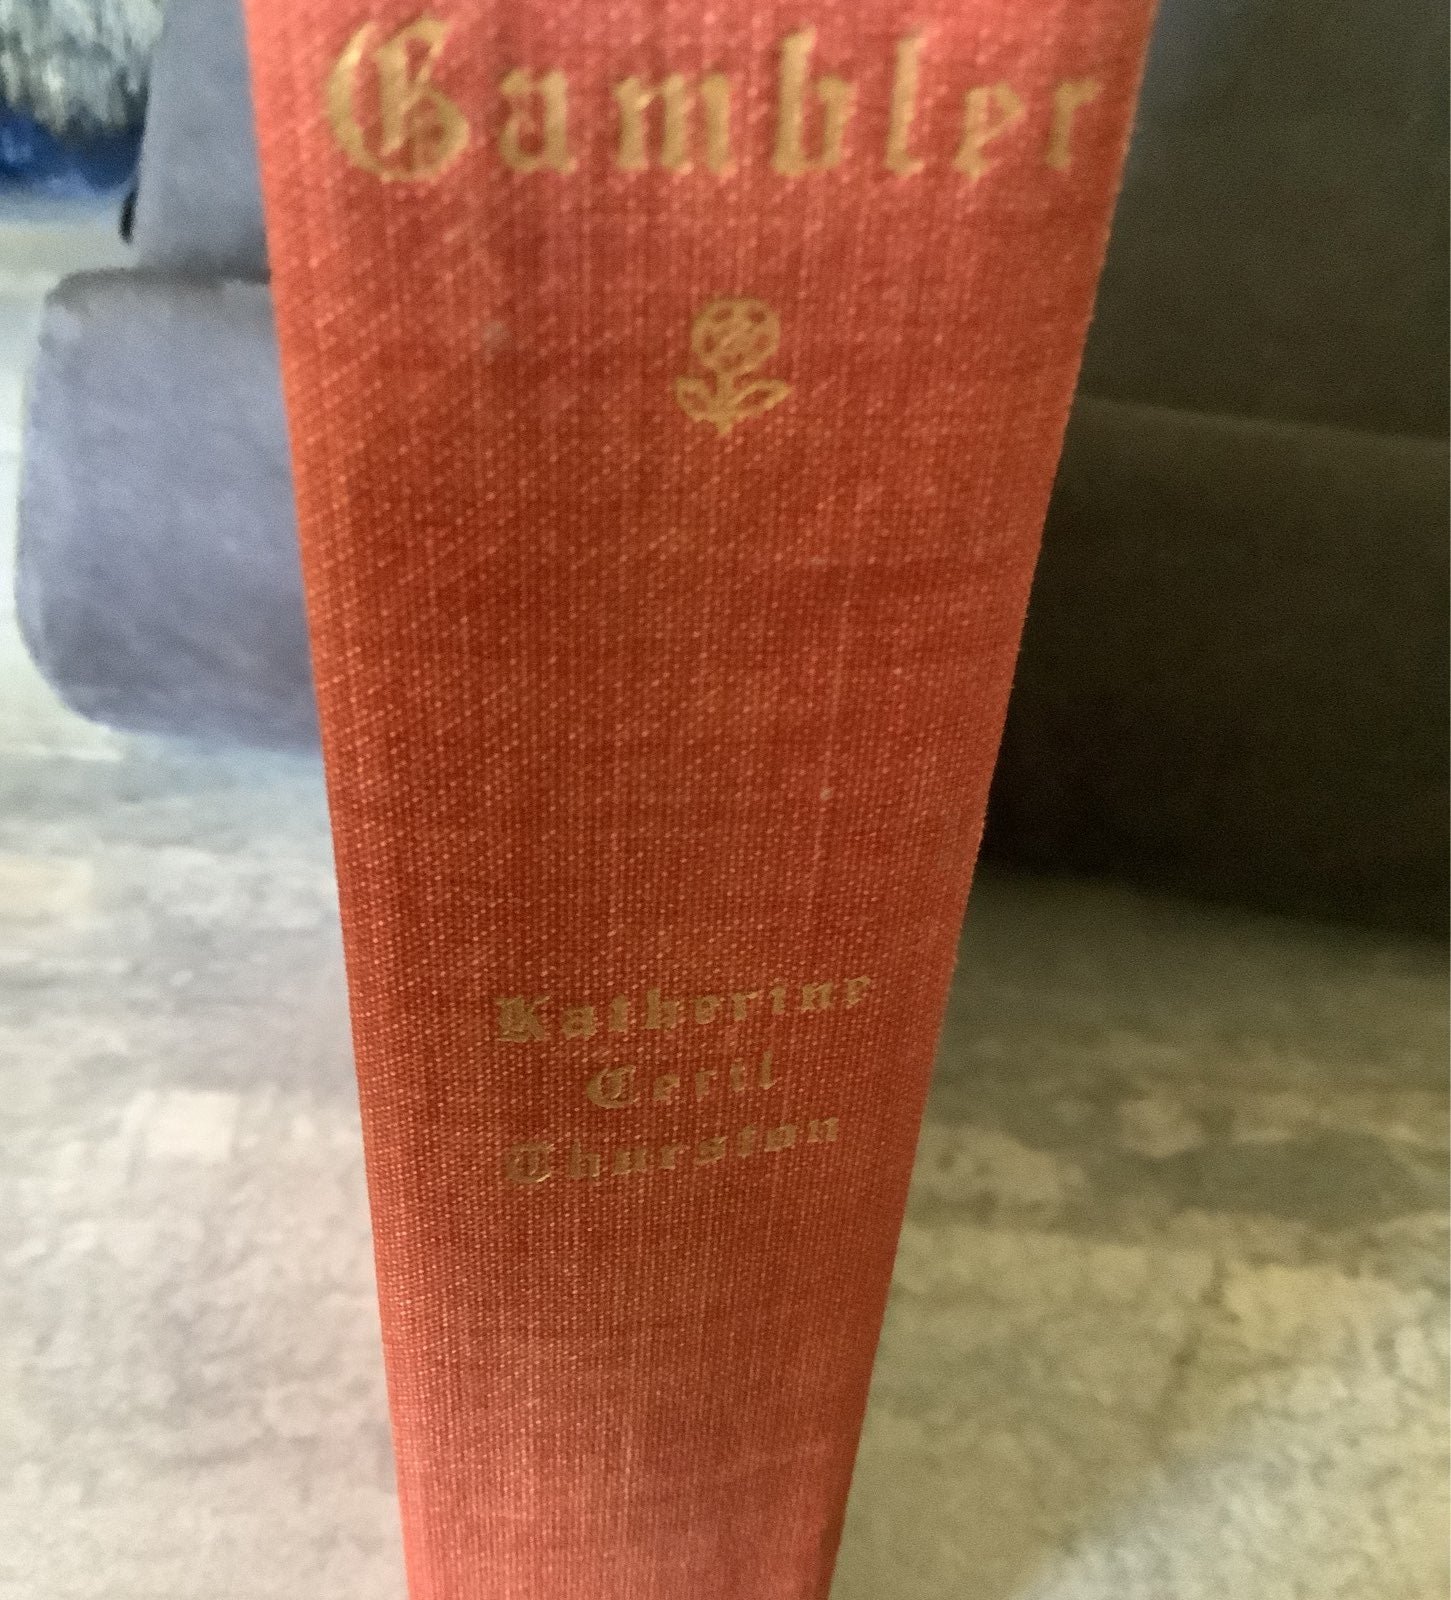 Gambler
Katherine
Cecil
Thurston